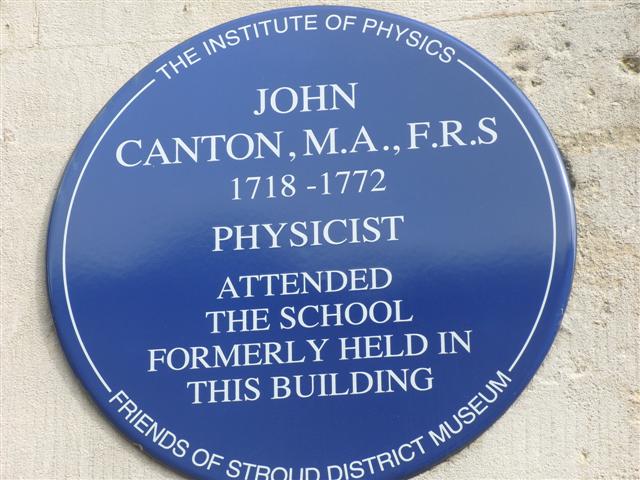 THE INSTITUTE OF PHYSICS
JOHN
CANTON, M.A., F.R.S
1718 -1772
PHYSICIST
ATTENDED
THE SCHOOL
FORMERLY HELD IN
THIS BUILDING
FRIENDS OF STROUD DISTRICT MUSEUM